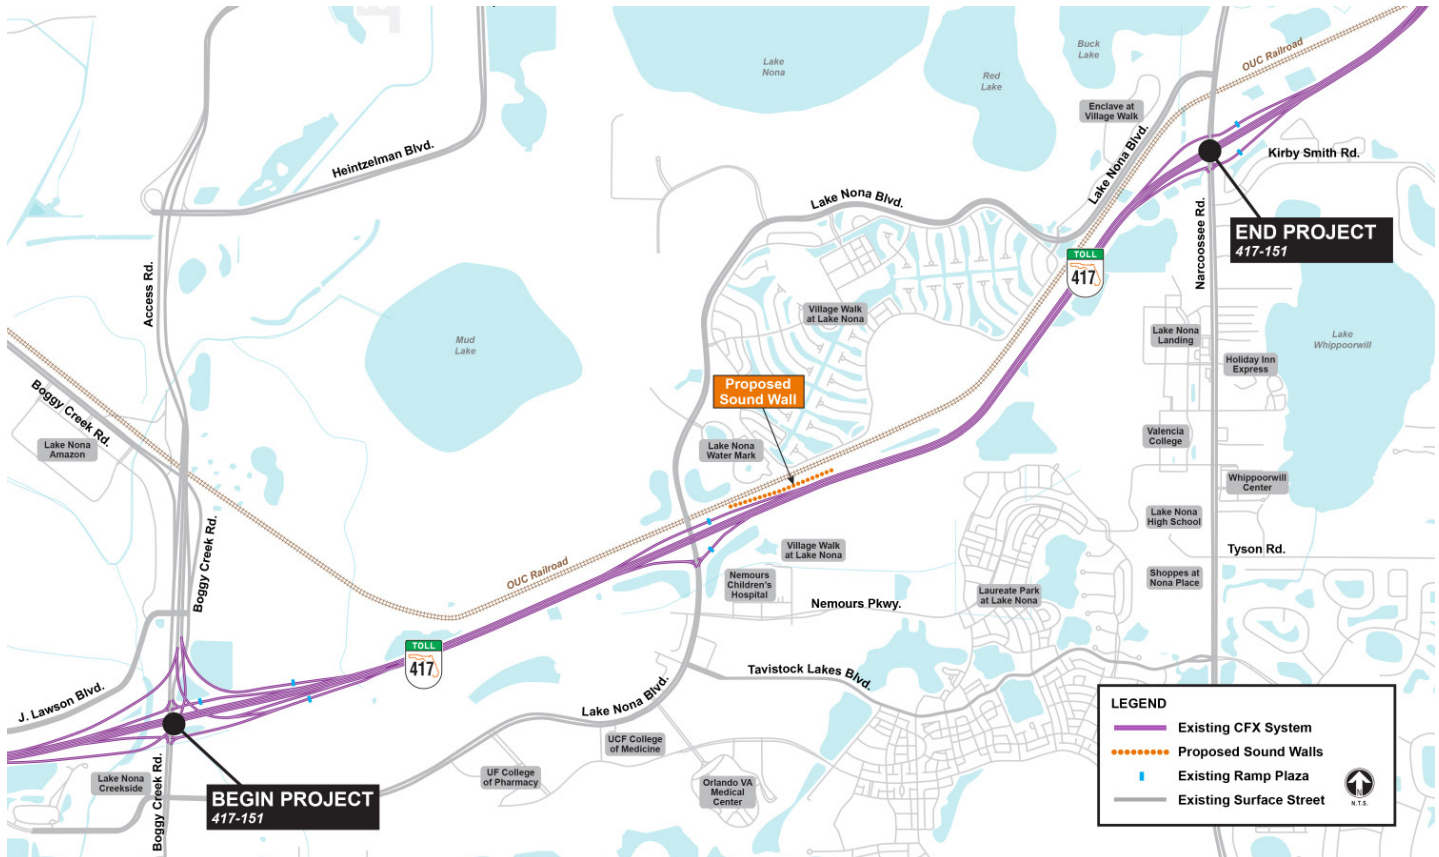 Lake
Nona
Buck
Lake
Red
Lake
OUC Railroad
Enclave at
Village Walk
Heintzelman Blvd.
Lake Nona Blvd.
Kirby Smith Rd.
Lake Nona Blvd.
END PROJECT
417-151
Narcoossee Rd.
TOLL
417
Access Rd.
Village Walk
at Lake Nona
Mud
Lake
Lake Nona
Landing
Lake
Whippoorwill
Holiday Inn
Express
Proposed
Sound Wall
Boggy Creek Rd.
Lake Nona
Amazon
Lake Nona
Water Mark
Valencia
College
Whippoorwill
Center
Lake Nona
High School
Boggy Creek Rd.
Village Walk
at Lake Nona
Tyson Rd.
OUC Railroad
Nemours
Children's
Hospital
Shoppes at
Nona Place
Laureate Park
at Lake Nona
Nemours Pkwy.
TOLL
417
Tavistock Lakes Blvd.
J. Lawson Blvd.
Lake Nona Blvd.
UCF College
of Medicine
UF College
of Pharmacy
Orlando VA
Medical
Center
Lake Nona
Creekside
Boggy Creek Rd.
BEGIN PROJECT
417-151
LEGEND
Existing CFX System
Proposed Sound Walls
Existing Ramp Plaza
Existing Surface Street
N
N.T.S.